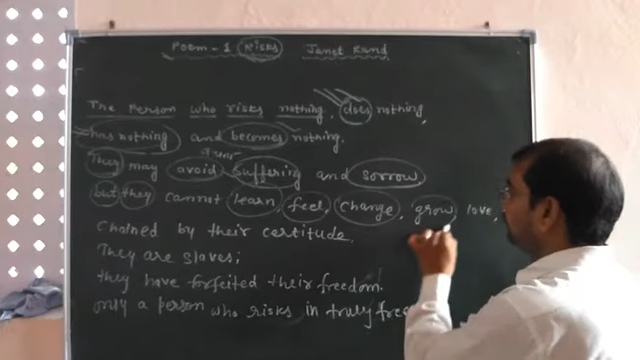 Poem-1 Risks Janet Rand
The Person who risks nothing, does nothing,
has nothing and becomes nothing.
They may avoid suffering and sorrow
but they cannot learn, feel, change, grow, love,
Chained by their certitude.
They are slaves;
they have forfeited their freedom!
only a person who risks in truly free